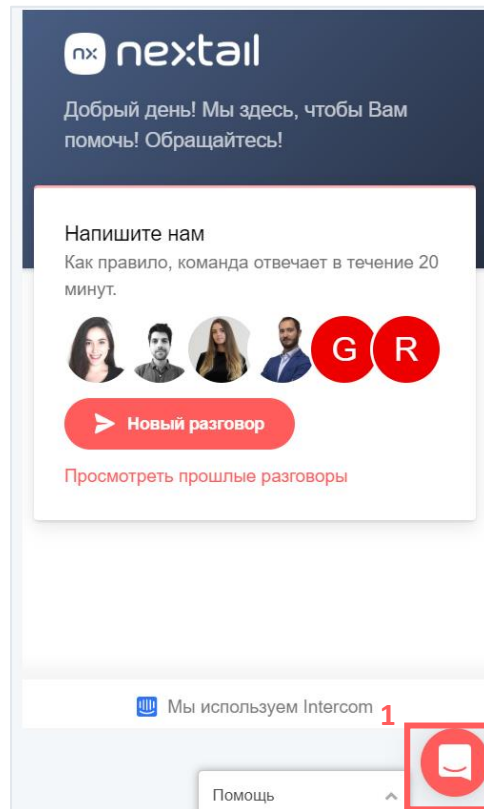 nx nextail
Добрый день! Мы здесь, чтобы Вам
помочь! Обращайтесь!
Напишите нам
Как правило, команда отвечает в течение 20
минут.
G R
Новый разговор
Просмотреть прошлые разговоры
Мы используем Intercom
1
Помощь